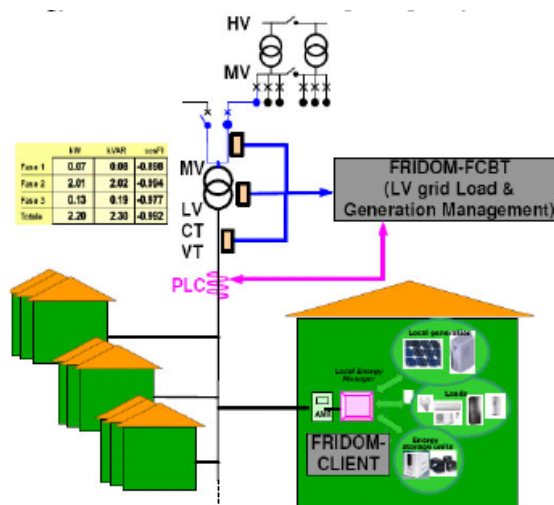 HV
MV
kW kVAR cosFI
Fase 1 0.07 0.08 -0.898
Fase 2 2.01 2.02 -0.994
Fase 3 0.13 0.19 -0.977
Totale 2.20 2.30 -0.992
MV
LV
CT
VT
PLC
FRIDOM-FCBT
(LV grid Load &
Generation Management)
Local generation
Local Energy
Manager
Loads
AMR
FRIDOM-
CLIENT
Energy
storage units